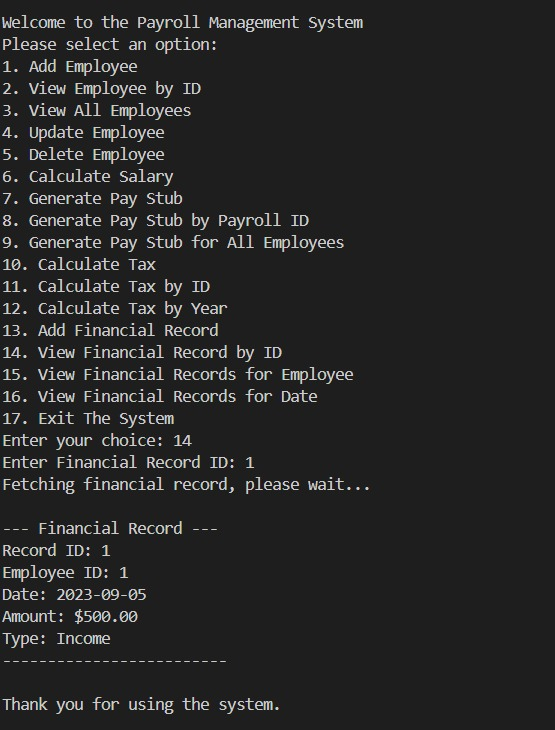 Welcome to the Payroll Management System
Please select an option:
1. Add Employee
2. View Employee by ID
3. View All Employees
4. Update Employee
5. Delete Employee
6. Calculate Salary
7. Generate Pay Stub
8. Generate Pay Stub by Payroll ID
9. Generate Pay Stub for All Employees
10. Calculate Tax
11. Calculate Tax by ID
12. Calculate Tax by Year
13. Add Financial Record
14. View Financial Record by ID
15. View Financial Records for Employee
16. View Financial Records for Date
17. Exit The System
Enter your choice: 14
Enter Financial Record ID: 1
Fetching financial record, please wait...
--- Financial Record ---
Record ID: 1
Employee ID: 1
Date: 2023-09-05
Amount: $500.00
Type: Income
-------------------------
Thank you for using the system.